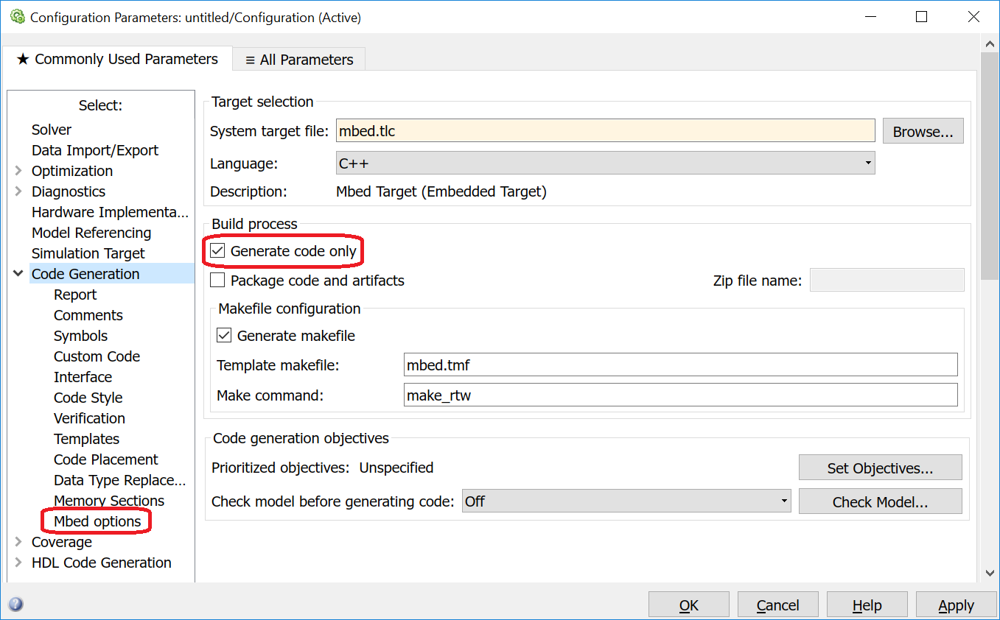 Configuration Parameters: untitled/Configuration (Active)
★ Commonly Used Parameters
≡ All Parameters
Select:
Solver
Data Import/Export
Optimization
Diagnostics
Hardware Implementa...
Model Referencing
Simulation Target
Code Generation
Report
Comments
Symbols
Custom Code
Interface
Code Style
Verification
Templates
Code Placement
Data Type Replace...
Memory Sections
Mbed options
Coverage
HDL Code Generation
Target selection
System target file: mbed.tlc Browse...
Language: C++
Description: Mbed Target (Embedded Target)
Build process
Generate code only
Package code and artifacts Zip file name:
Makefile configuration
Generate makefile
Template makefile: mbed.tmf
Make command: make_rtw
Code generation objectives
Prioritized objectives: Unspecified Set Objectives...
Check model before generating code: Off Check Model...
? OK Cancel Help Apply